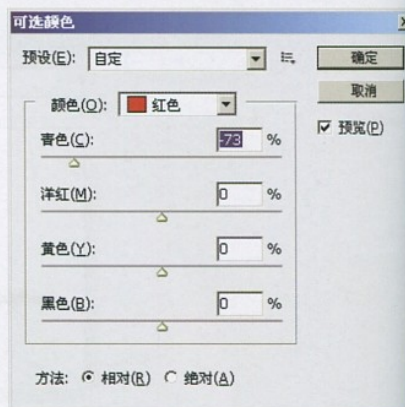 可选颜色
预设(E): 自定
确定
取消
预览(P)
颜色(O): 红色
青色(C): -73 %
洋红(M): 0 %
黄色(Y): 0 %
黑色(B): 0 %
方法: 相对(R) 绝对(A)